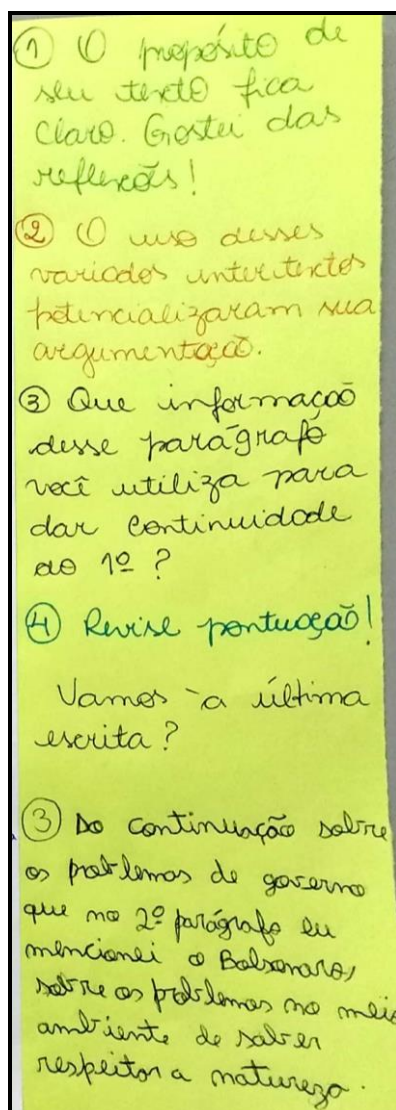 ① O propósito de
seu texto fica
claro. Gostei das
reflexões!
② O uso desses
variados intertextos
potencializaram sua
argumentação.
③ Que informação
desse parágrafo
você utiliza para
dar continuidade
ao 1º ?
④ Revise pontuação!
Vamos à última
escrita?
③ Do continuação sobre
os problemas de governo
que no 2º parágrafo eu
mencionei o Bolsonaro,
sobre os problemas no meio
ambiente de saber
respeitor a natureza.